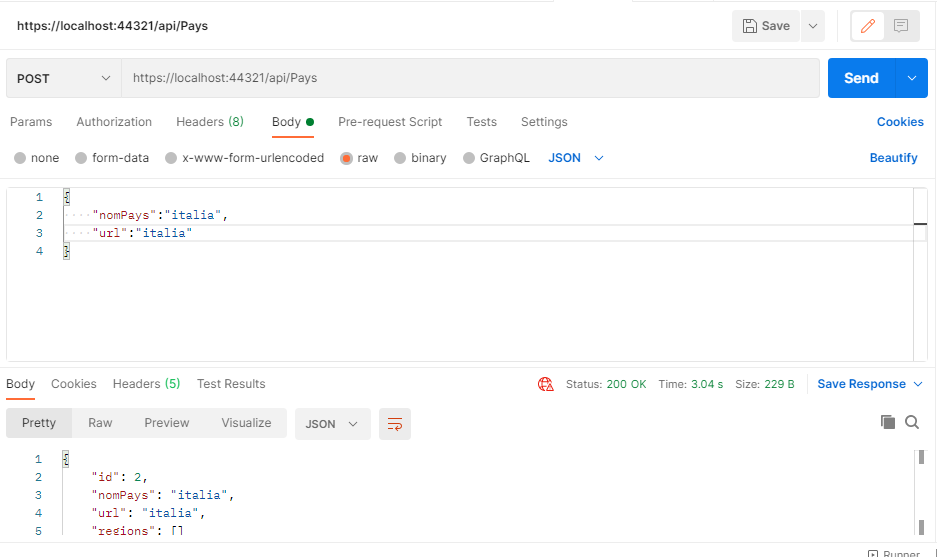 https://localhost:44321/api/Pays
Save
POST
https://localhost:44321/api/Pays
Send
Params Authorization Headers (8) Body Pre-request Script Tests Settings Cookies
none form-data x-www-form-urlencoded raw binary GraphQL JSON Beautify
1 {
2 "nomPays":"italia",
3 "url":"italia"
4 }
Body Cookies Headers (5) Test Results Status: 200 OK Time: 3.04 s Size: 229 B Save Response
Pretty Raw Preview Visualize JSON
1 {
2 "id": 2,
3 "nomPays": "italia",
4 "url": "italia",
5 "regions": []
Runner